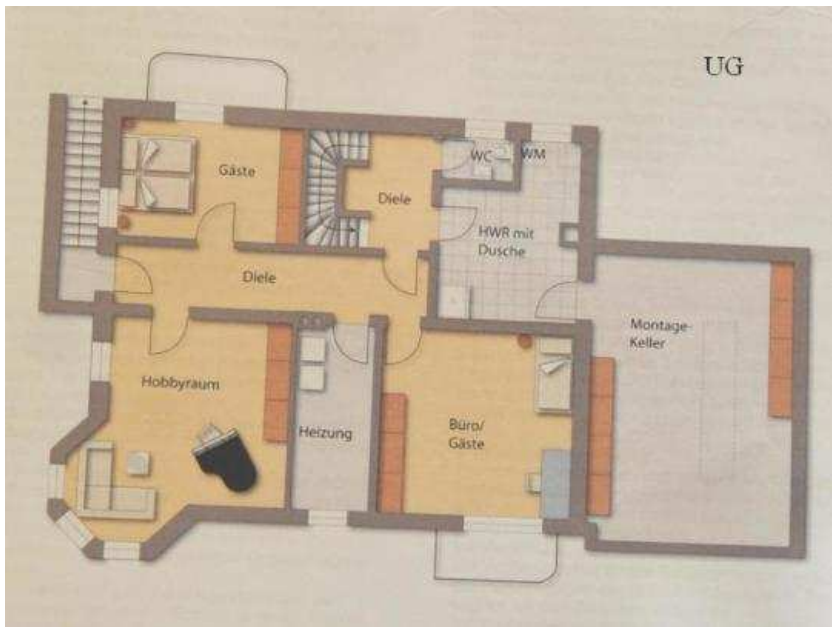 UG
Gäste
WC
WM
Diele
HWR mit
Dusche
Diele
Montage-
Keller
Hobbyraum
Heizung
Büro/
Gäste